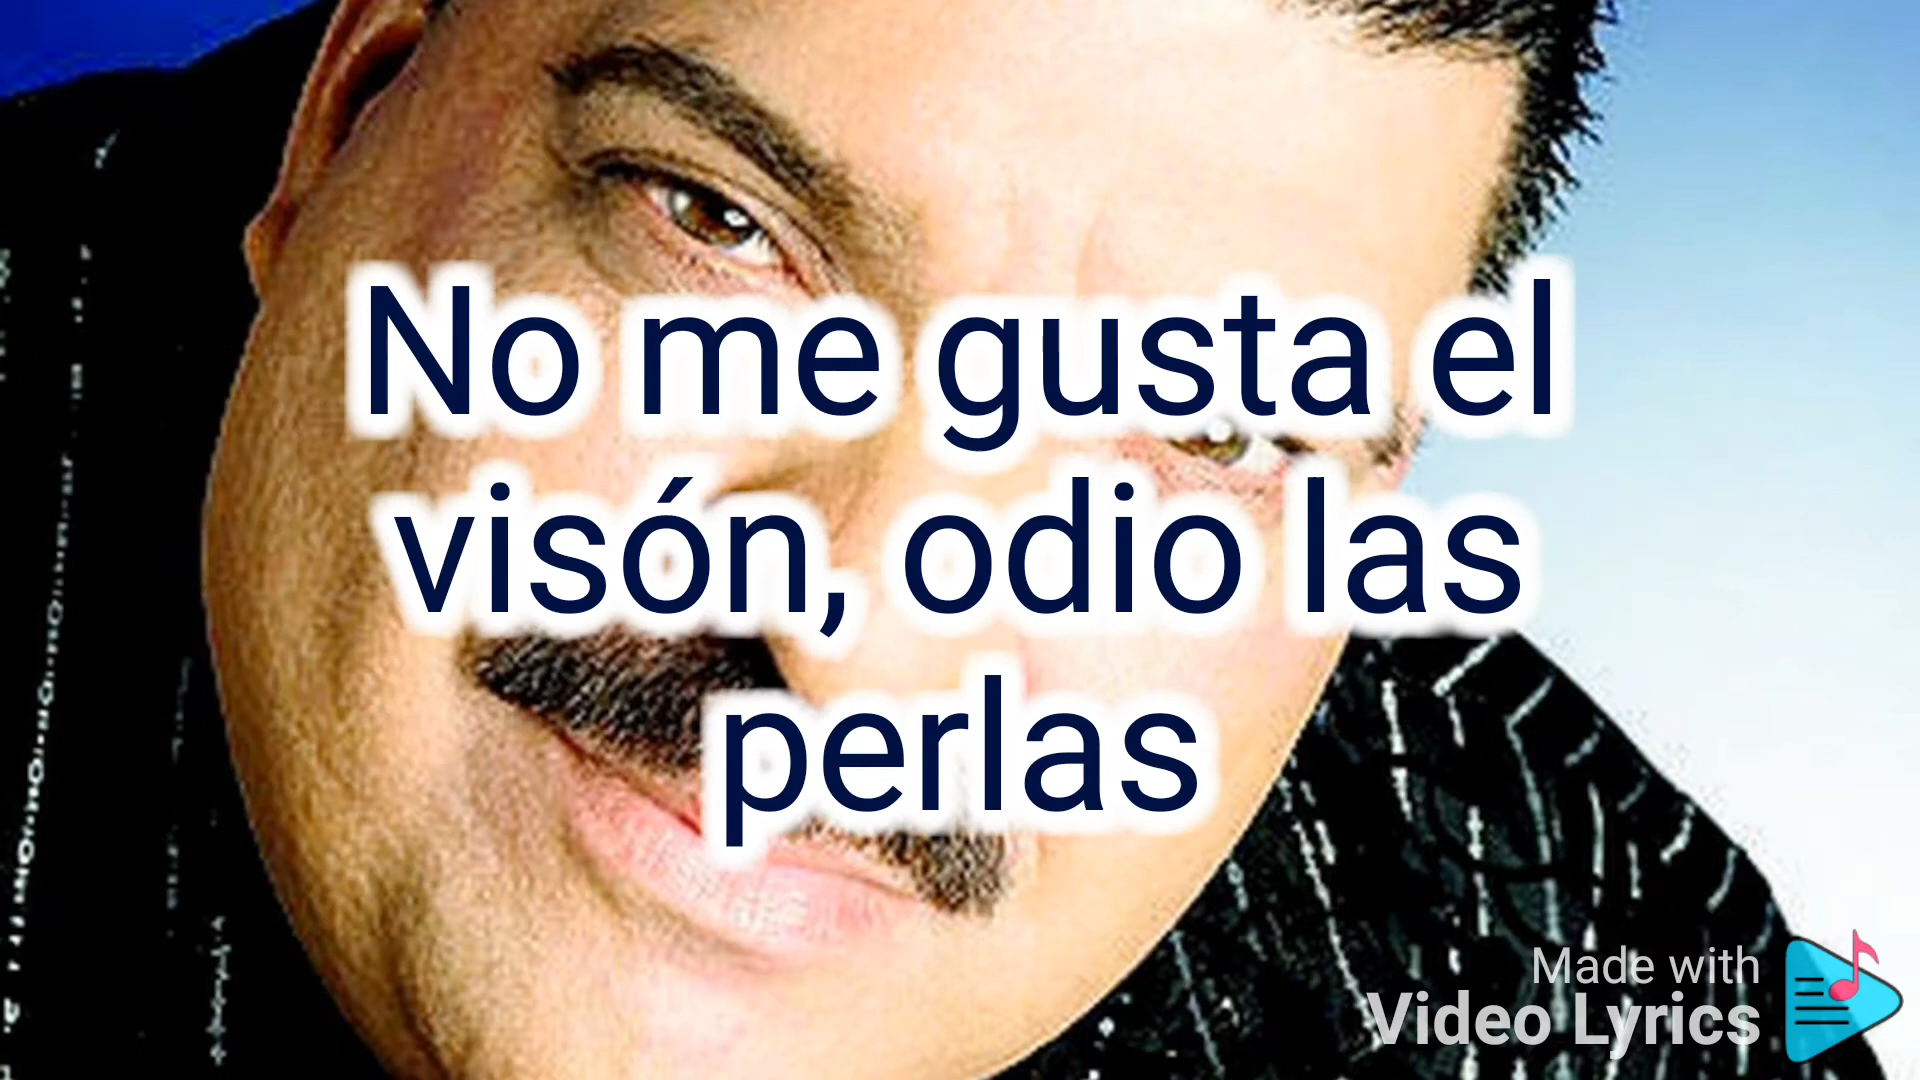 No me gusta el
visón, odio las
perlas
Made with
Video Lyrics